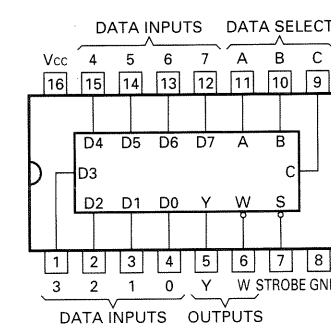 DATA INPUTS DATA SELECT
Vcc 4 5 6 7 A B C
16 15 14 13 12 11 10 9
D4 D5 D6 D7 A B
D3 C
D2 D1 D0 Y W S
1 2 3 4 5 6 7 8
3 2 1 0 Y W STROBE GN
DATA INPUTS OUTPUTS